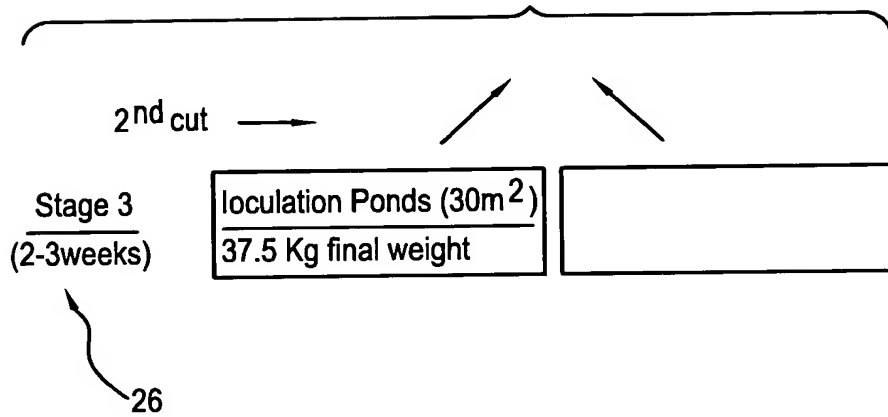 2nd cut
Stage 3
(2-3weeks)
Ioculation Ponds (30m2)
37.5 Kg final weight
26